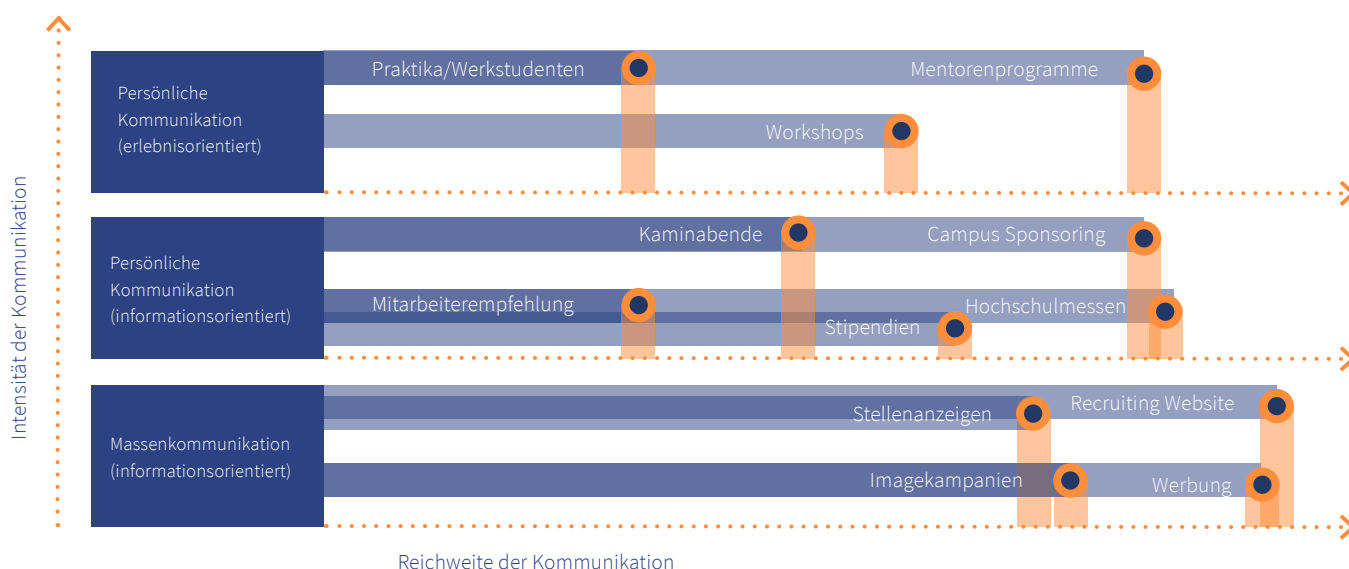 Intensität der Kommunikation
Persönliche
Kommunikation
(erlebnisorientiert)
Praktika/Werkstudenten
Mentorenprogramme
Workshops
Persönliche
Kommunikation
(informationsorientiert)
Kaminabende
Campus Sponsoring
Mitarbeiterempfehlung
Hochschulmessen
Stipendien
Massenkommunikation
(informationsorientiert)
Recruiting Website
Stellenanzeigen
Imagekampanien
Werbung
Reichweite der Kommunikation